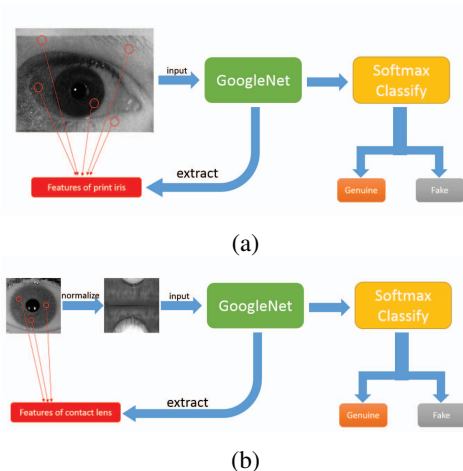 input
GoogleNet
Softmax
Classify
extract
Features of print iris
Genuine
Fake
(a)
normalize
input
GoogleNet
Softmax
Classify
extract
Features of contact lens
Genuine
Fake
(b)